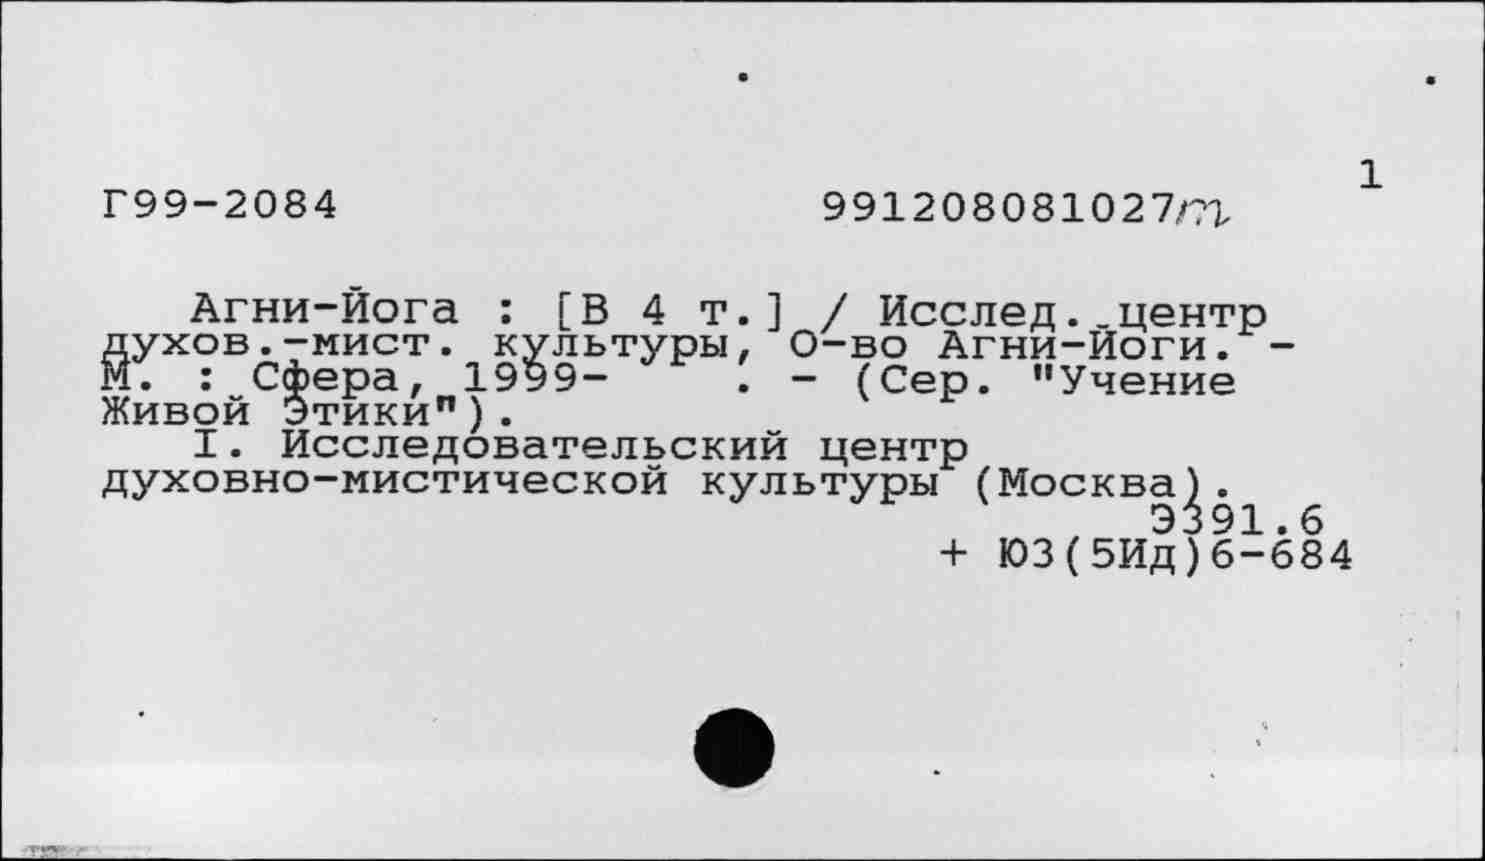 1
Г99-2084 991208081027
Агни-Йога : [В 4 т.] / Исслед. центр
духов.-мист. культуры, О-во Агни-Йоги. -
М. : Сфера, 1999-    . - (Сер. "Учение
Живой Этики").
I. Исследовательский центр
духовно-мистической культуры (Москва).
Э391.6
+ Ю3(5Ид)6-684